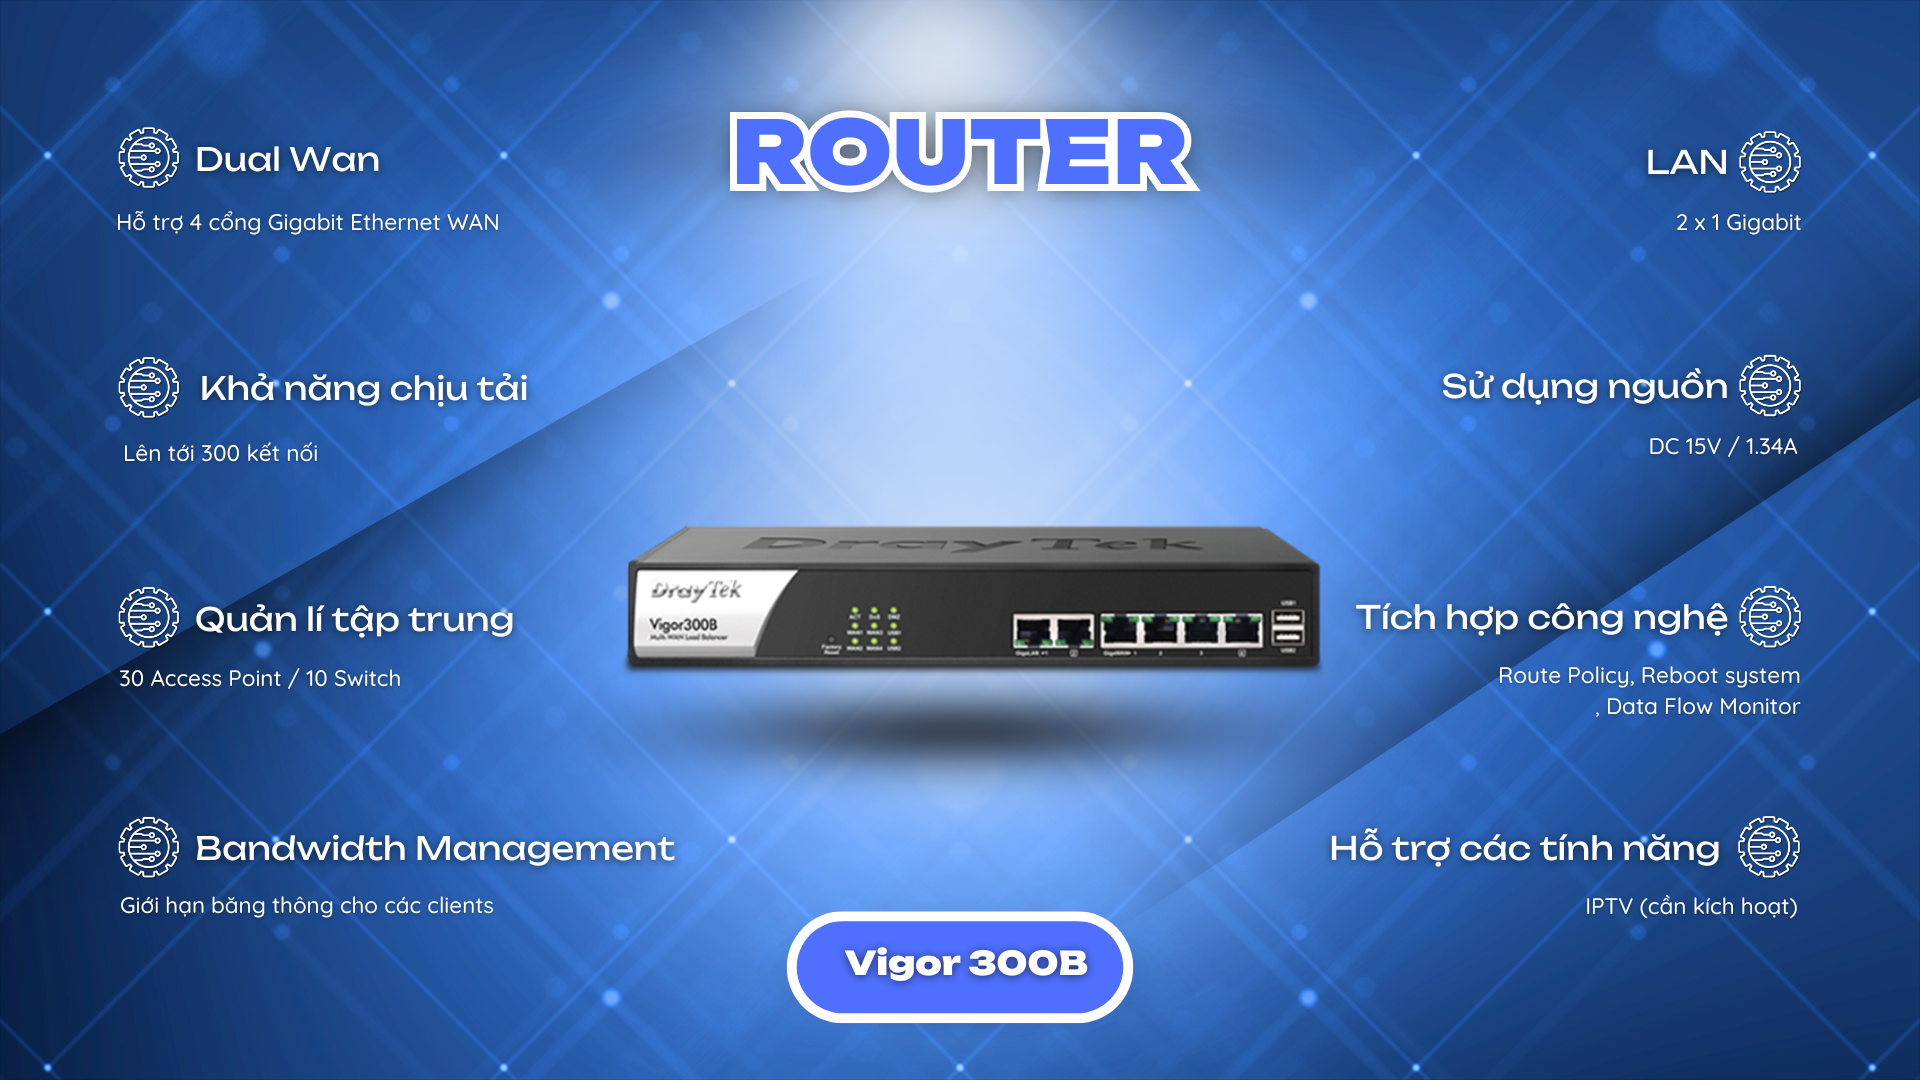 ROUTER
Dual Wan
Hỗ trợ 4 cổng Gigabit Ethernet WAN
Khả năng chịu tải
Lên tới 300 kết nối
Quản lí tập trung
30 Access Point / 10 Switch
Bandwidth Management
Giới hạn băng thông cho các clients
LAN
2 x 1 Gigabit
Sử dụng nguồn
DC 15V / 1.34A
Tích hợp công nghệ
Route Policy, Reboot system
, Data Flow Monitor
Hỗ trợ các tính năng
IPTV (cần kích hoạt)
DrayTek
DrayTek
Vigor300B
Multi-WAN Load Balancer
Vigor 300B